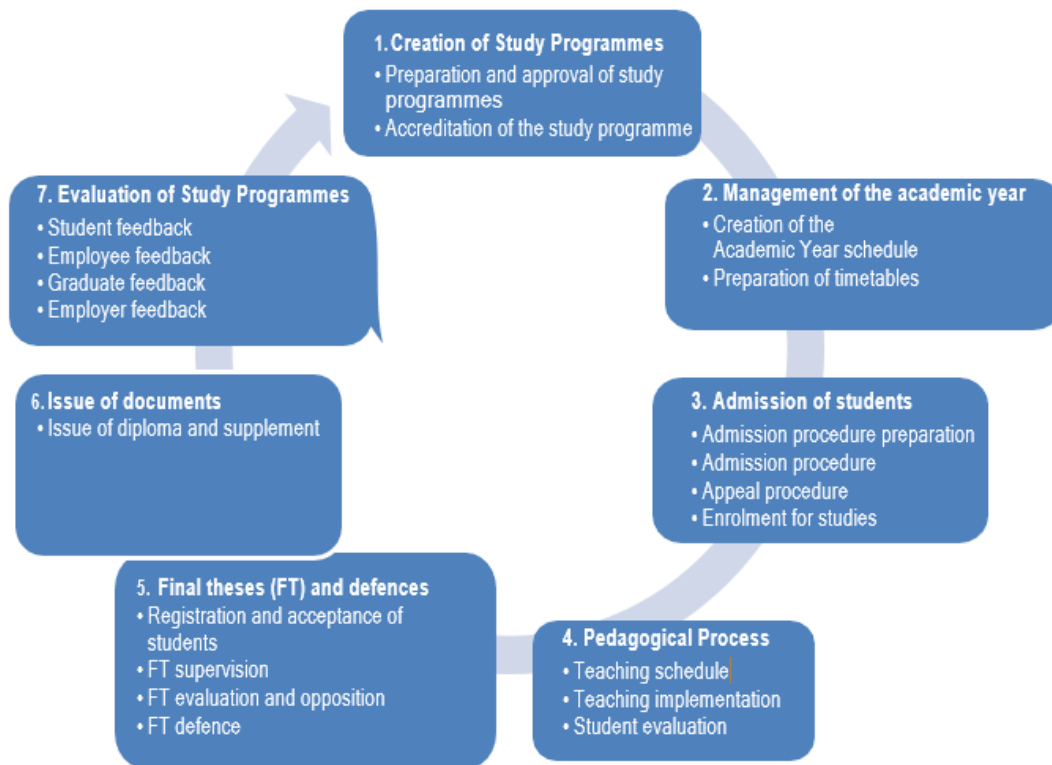 1. Creation of Study Programmes
• Preparation and approval of study
programmes
• Accreditation of the study programme
2. Management of the academic year
• Creation of the
Academic Year schedule
• Preparation of timetables
3. Admission of students
• Admission procedure preparation
• Admission procedure
• Appeal procedure
• Enrolment for studies
4. Pedagogical Process
• Teaching schedule
• Teaching implementation
• Student evaluation
5. Final theses (FT) and defences
• Registration and acceptance of
students
• FT supervision
• FT evaluation and opposition
• FT defence
6. Issue of documents
• Issue of diploma and supplement
7. Evaluation of Study Programmes
• Student feedback
• Employee feedback
• Graduate feedback
• Employer feedback